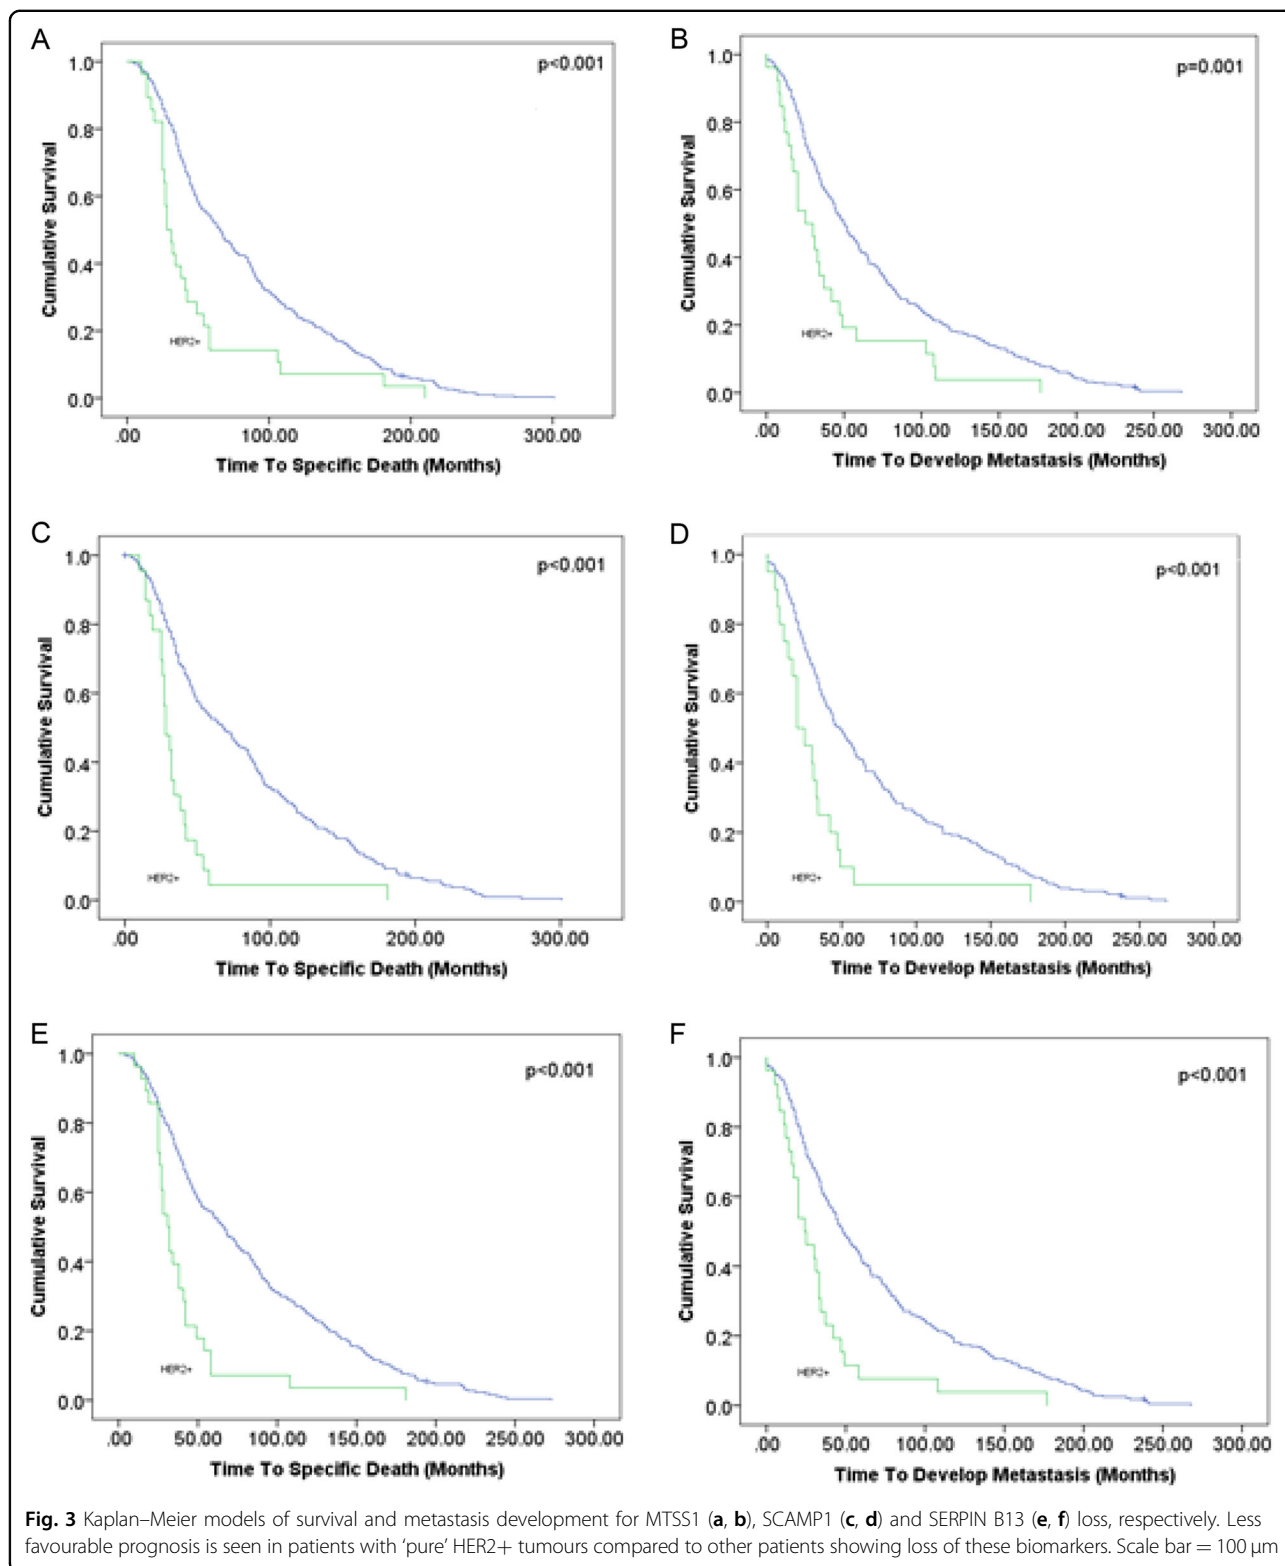 A
p<0.001
1.0
0.8
0.6
0.4
0.2
0.0
Cumulative Survival
HER2+
.00 100.00 200.00 300.00
Time To Specific Death (Months)
B
p=0.001
1.0
0.8
0.6
0.4
0.2
0.0
Cumulative Survival
HER2+
.00 50.00 100.00 150.00 200.00 250.00 300.00
Time To Develop Metastasis (Months)
C
p<0.001
1.0
0.8
0.6
0.4
0.2
0.0
Cumulative Survival
HER2+
.00 100.00 200.00 300.00
Time To Specific Death (Months)
D
p<0.001
1.0
0.8
0.6
0.4
0.2
0.0
Cumulative Survival
HER2+
.00 50.00 100.00 150.00 200.00 250.00 300.00
Time To Develop Metastasis (Months)
E
p<0.001
1.0
0.8
0.6
0.4
0.2
0.0
Cumulative Survival
HER2+
.00 50.00 100.00 150.00 200.00 250.00 300.00
Time To Specific Death (Months)
F
p<0.001
1.0
0.8
0.6
0.4
0.2
0.0
Cumulative Survival
HER2+
.00 50.00 100.00 150.00 200.00 250.00 300.00
Time To Develop Metastasis (Months)
Fig. 3 Kaplan–Meier models of survival and metastasis development for MTSS1 (a, b), SCAMP1 (c, d) and SERPIN B13 (e, f) loss, respectively. Less
favourable prognosis is seen in patients with ‘pure’ HER2+ tumours compared to other patients showing loss of these biomarkers. Scale bar = 100 μm